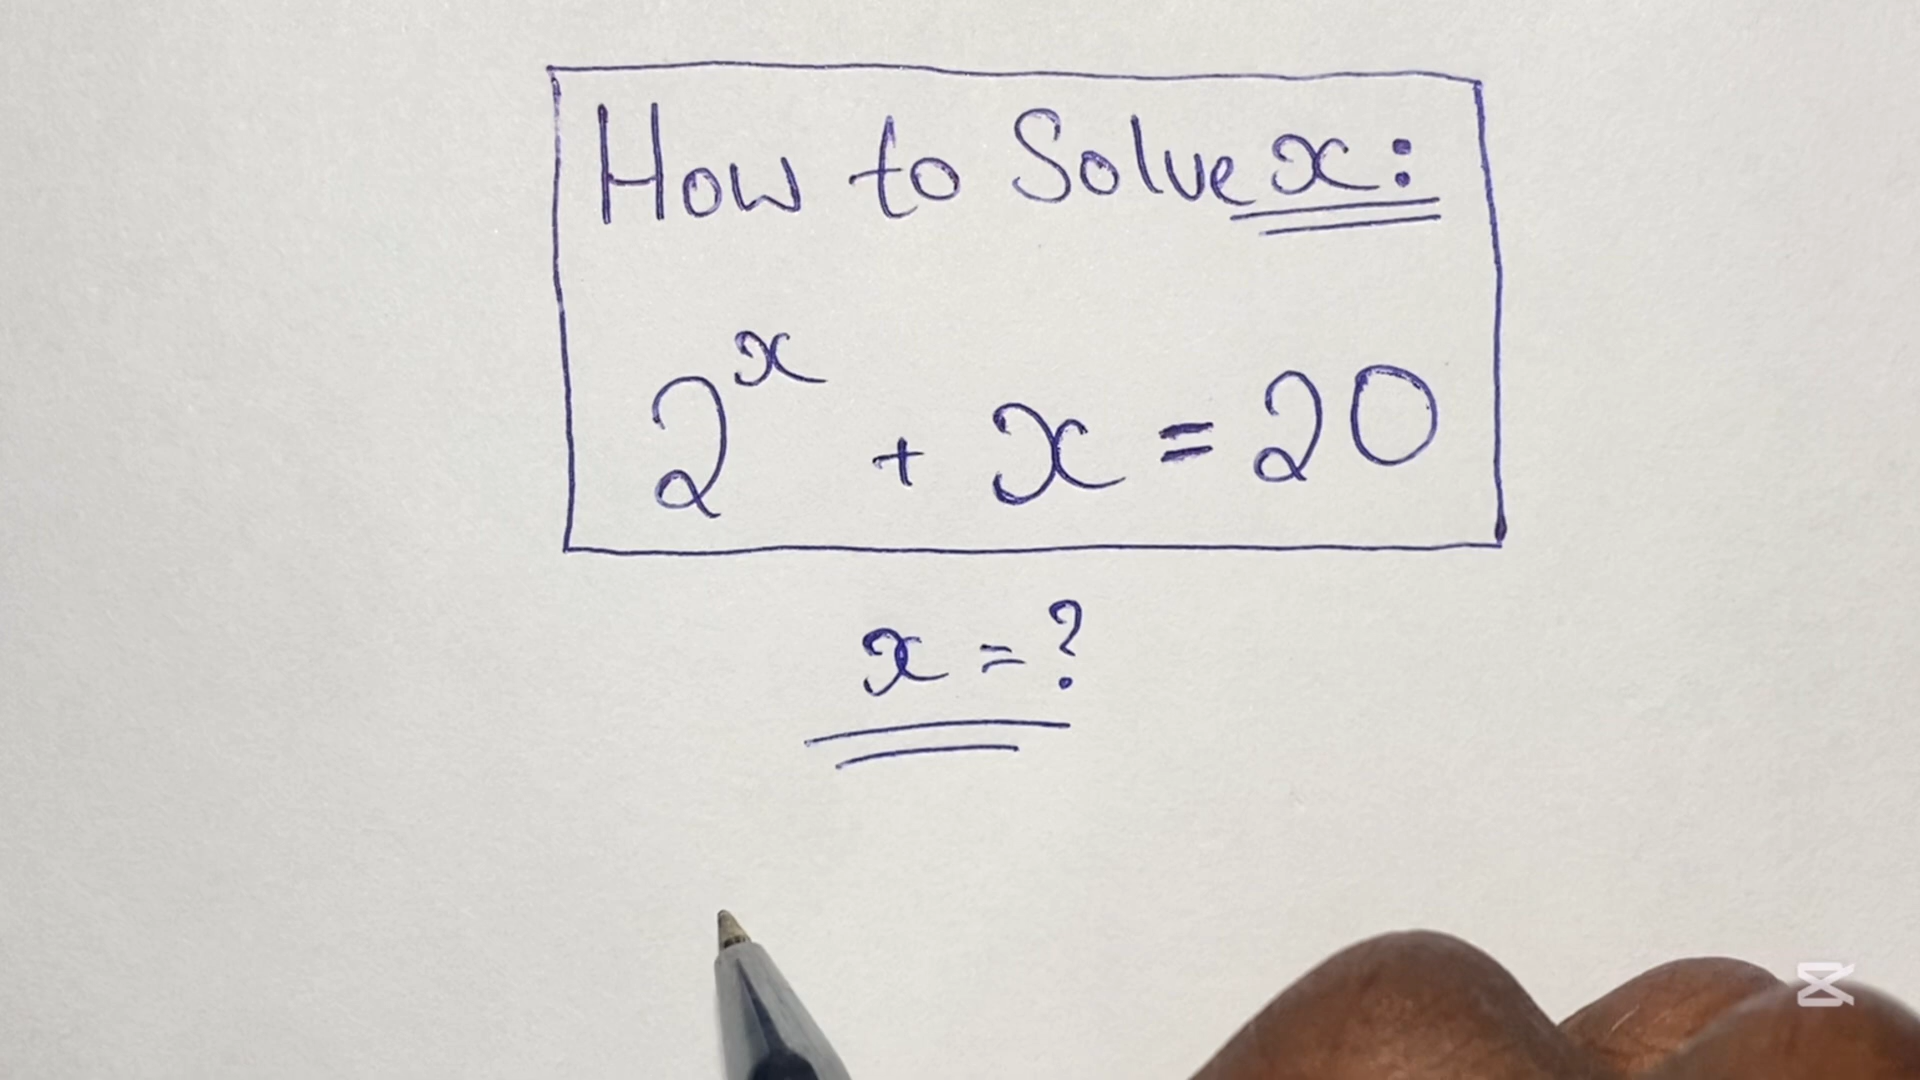 How to Solve x:
2^x + x = 20
x = ?